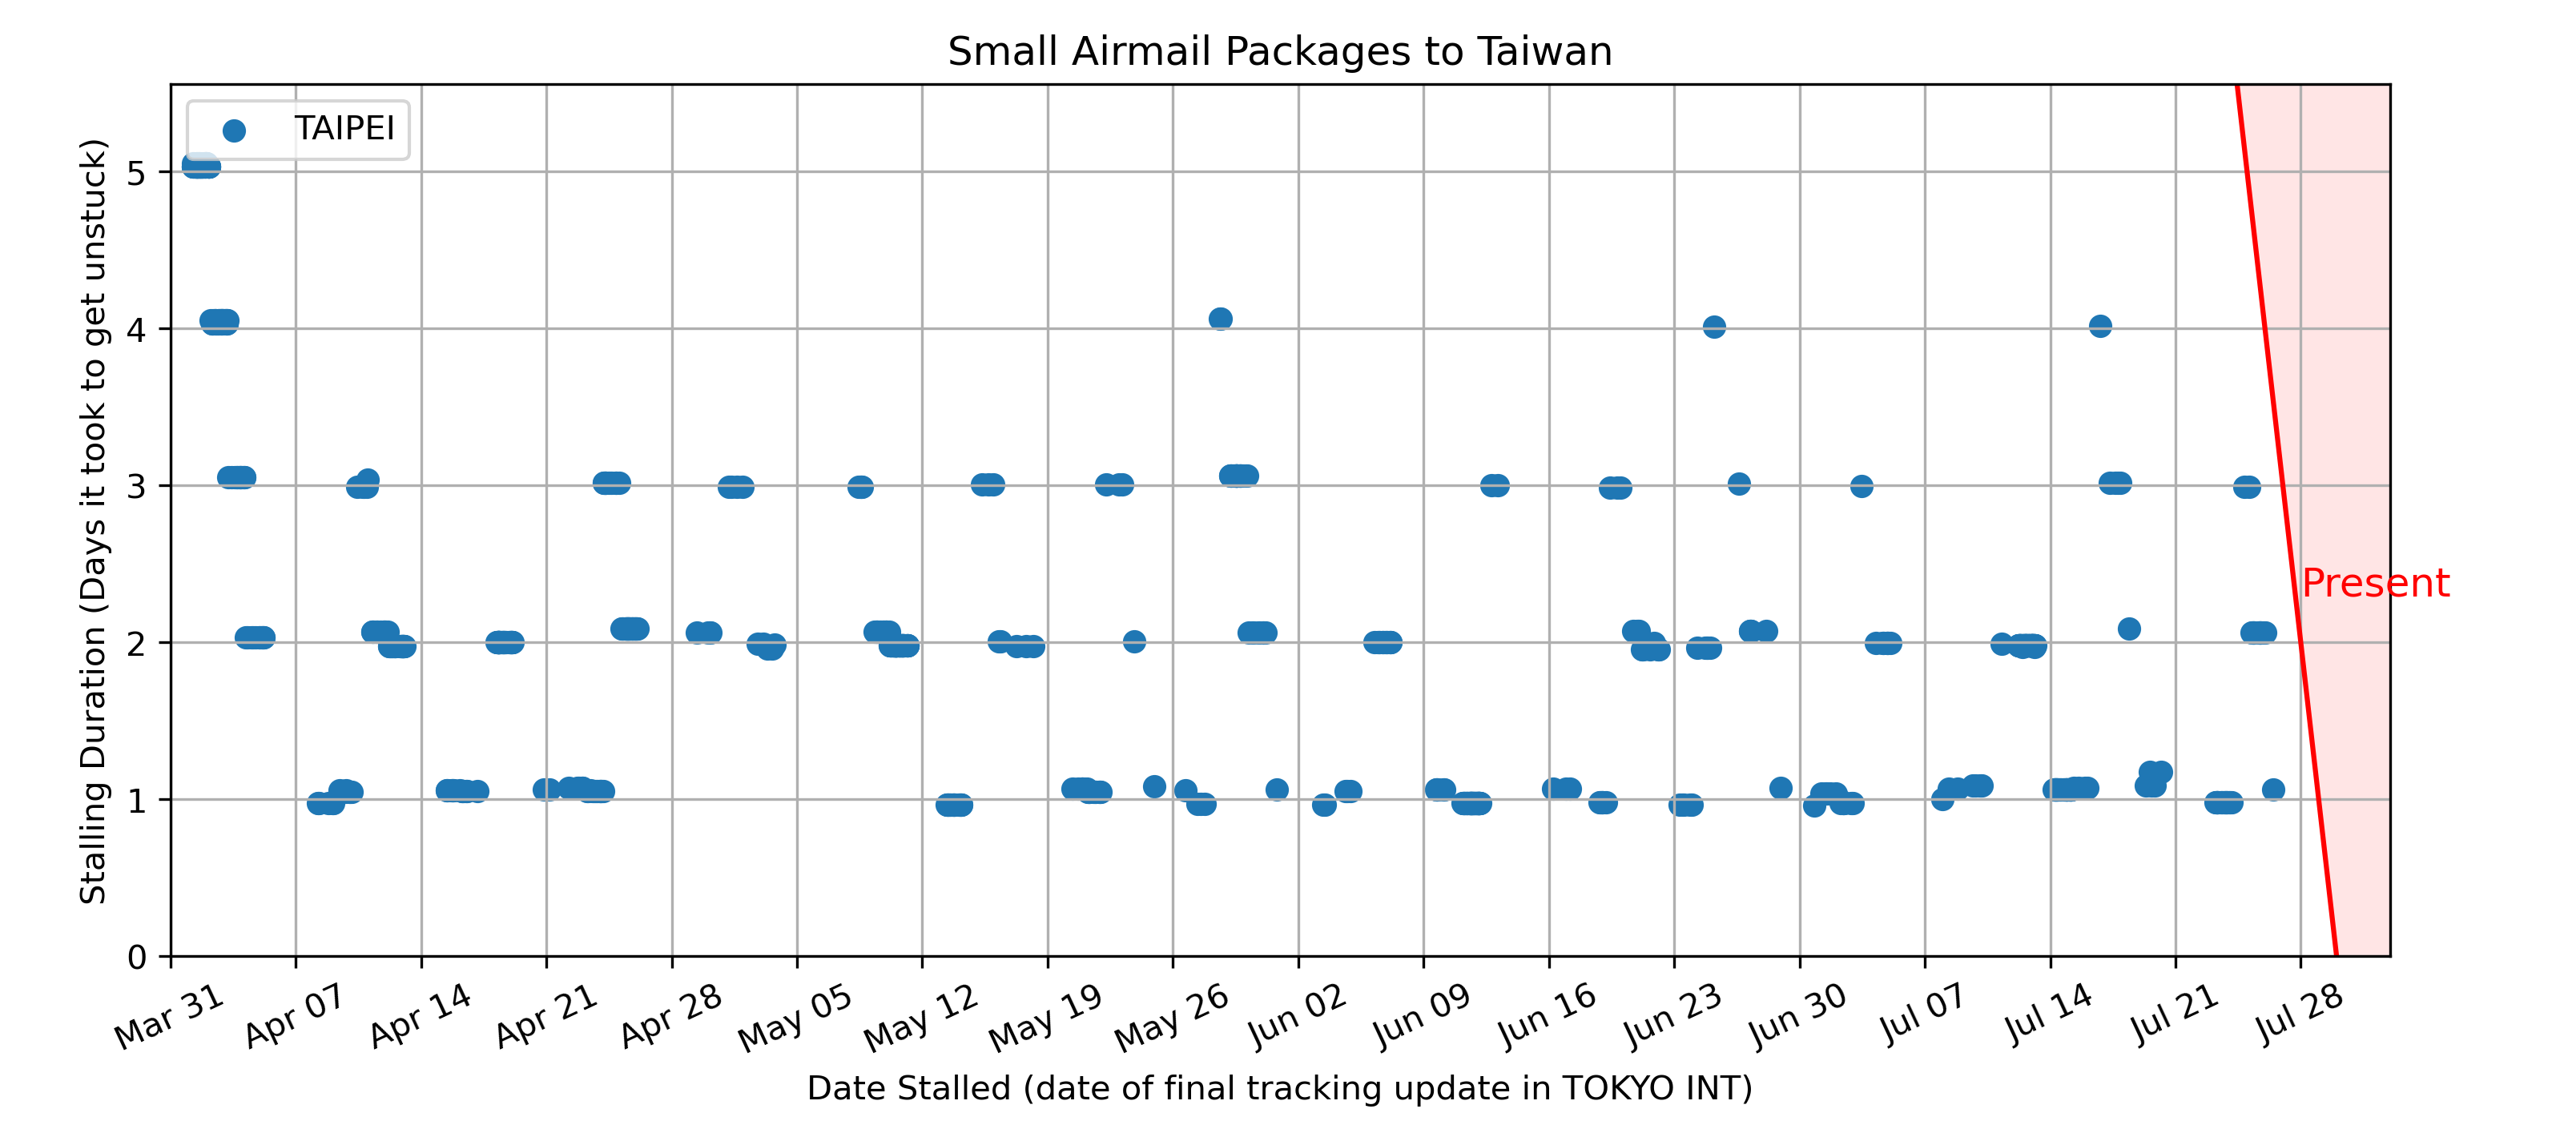 Small Airmail Packages to Taiwan
TAIPEI
Stalling Duration (Days it took to get unstuck)
5
4
3
2
1
0
Present
Mar 31
Apr 07
Apr 14
Apr 21
Apr 28
May 05
May 12
May 19
May 26
Jun 02
Jun 09
Jun 16
Jun 23
Jun 30
Jul 07
Jul 14
Jul 21
Jul 28
Date Stalled (date of final tracking update in TOKYO INT)